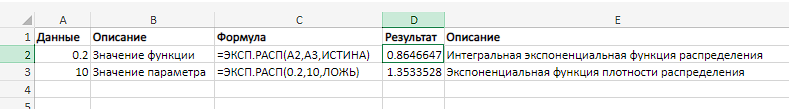 A B C D E
1 Данные Описание Формула Результат Описание
2 0.2 Значение функции =ЭКСП.РАСП(A2,A3,ИСТИНА) 0.8646647 Интегральная экспоненциальная функция распределения
3 10 Значение параметра =ЭКСП.РАСП(0.2,10,ЛОЖЬ) 1.3533528 Экспоненциальная функция плотности распределения
4
5